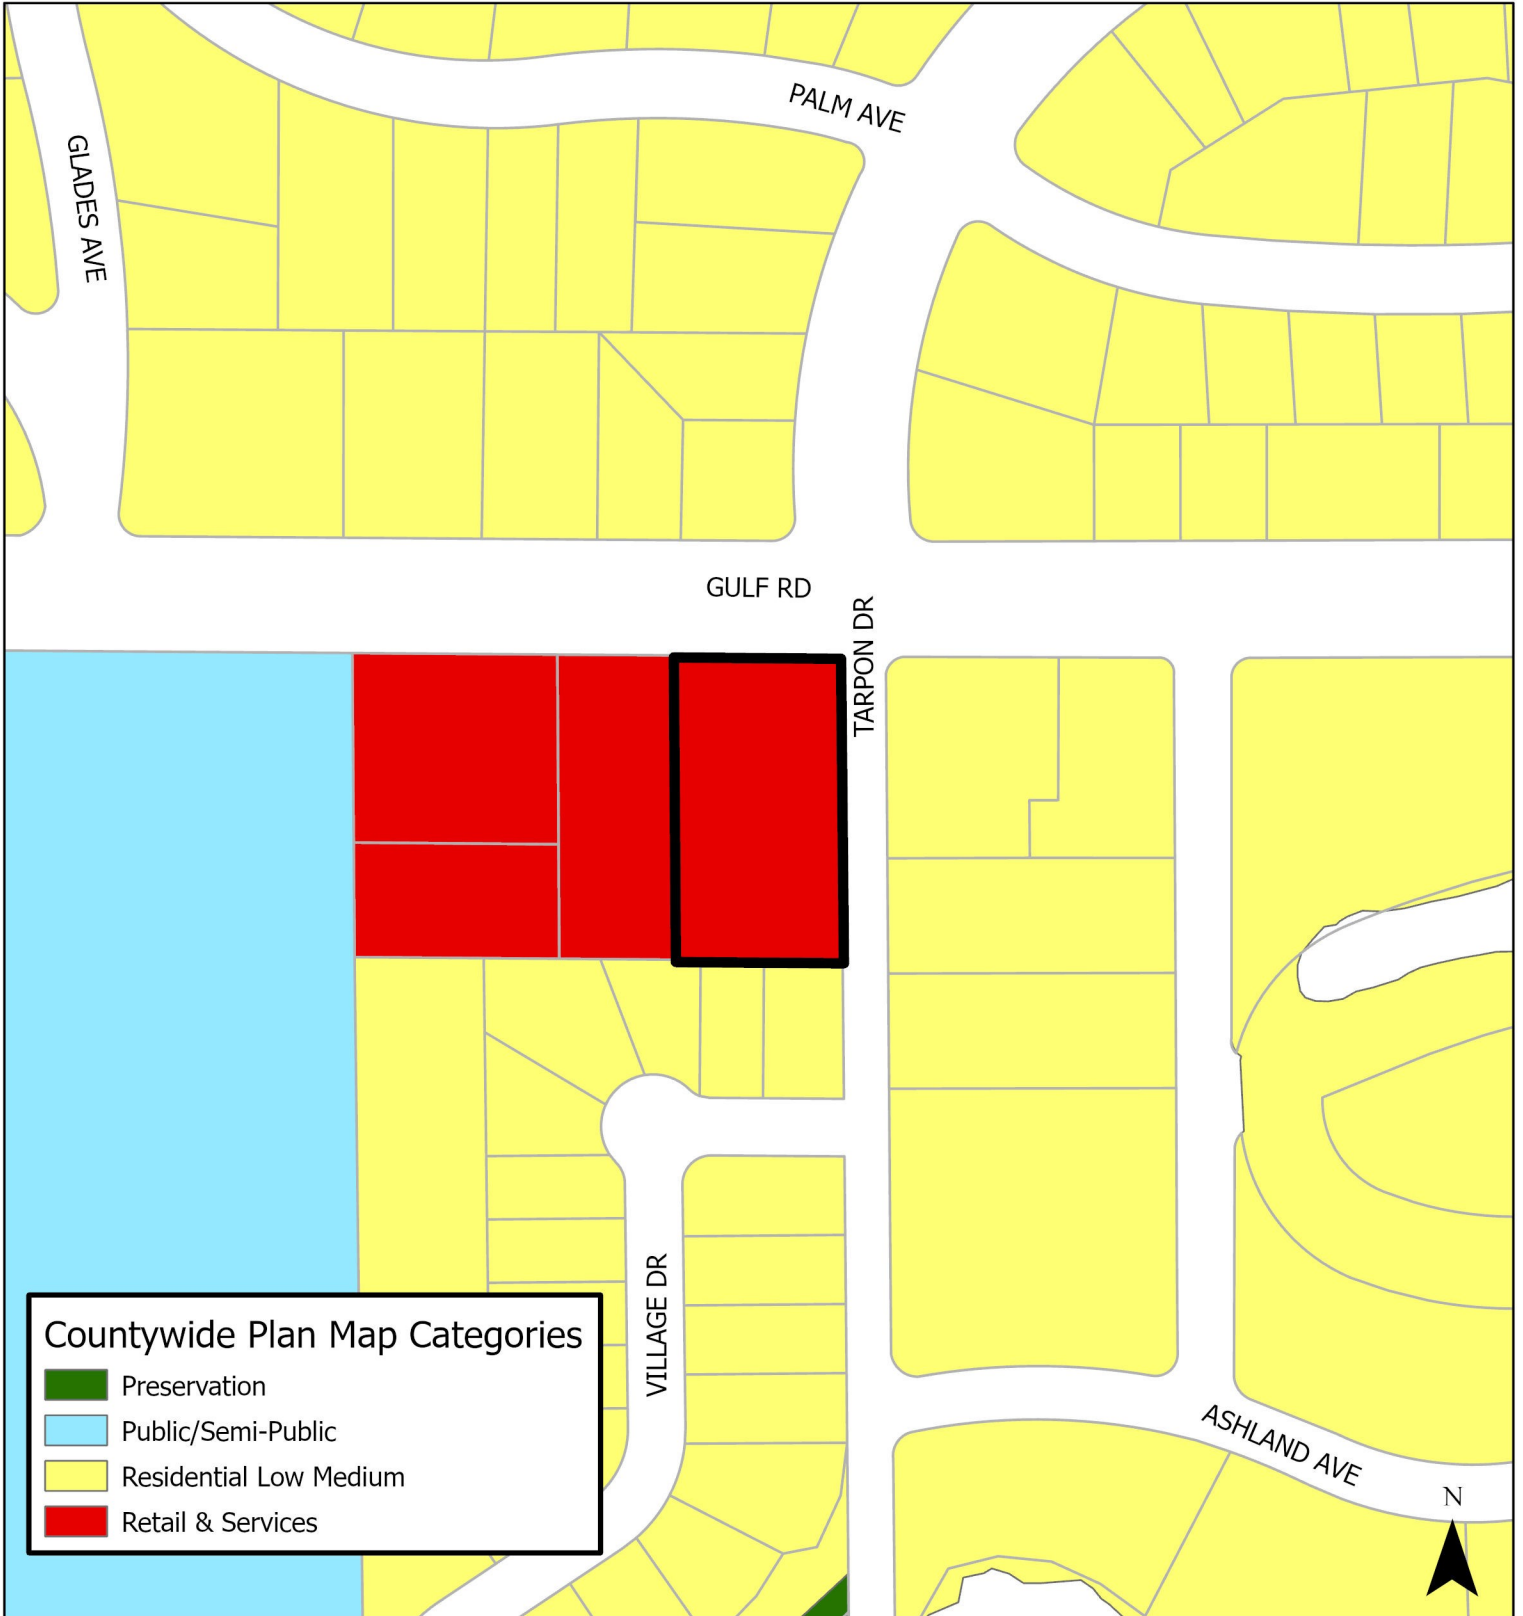 PALM AVE
GLADES AVE
GULF RD
TARPON DR
VILLAGE DR
ASHLAND AVE
N
Countywide Plan Map Categories
Preservation
Public/Semi-Public
Residential Low Medium
Retail & Services